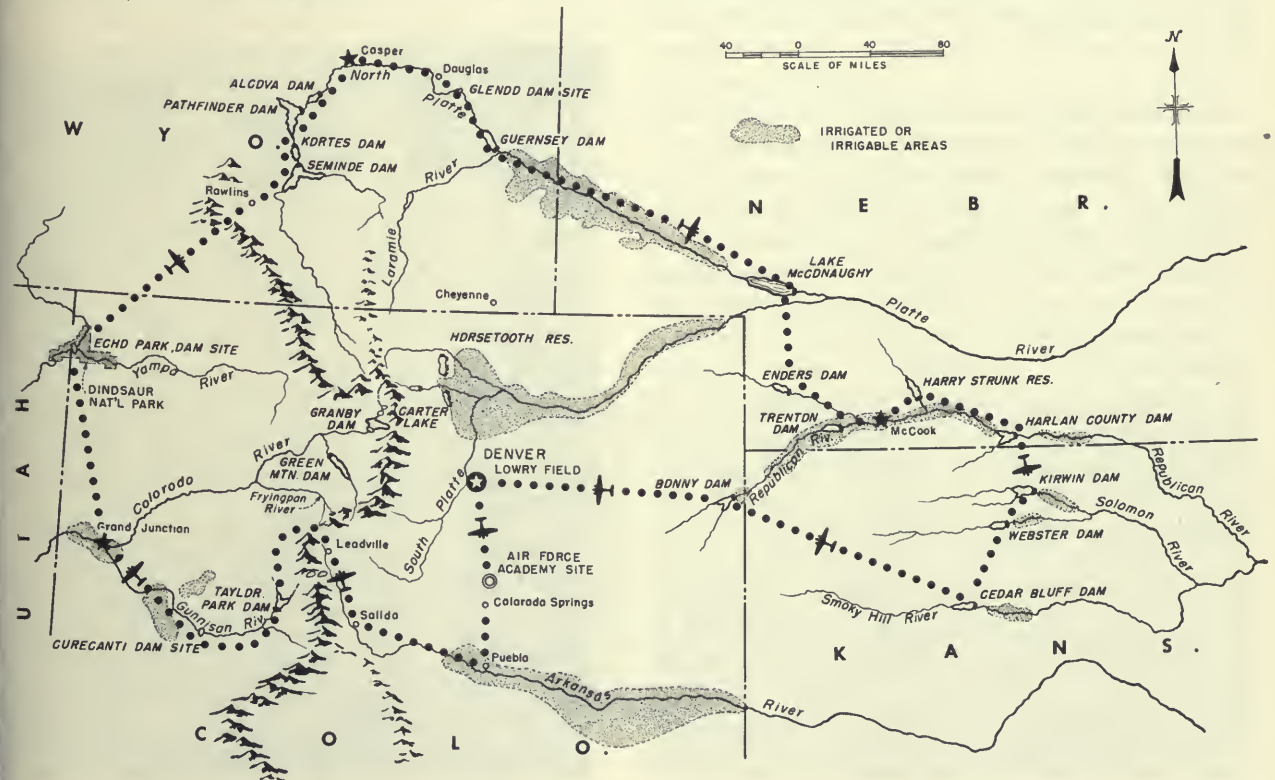 N
40 0 40 80
SCALE OF MILES
IRRIGATED OR
IRRIGABLE AREAS
W Y O.
N E B R.
U T A H
C O L O.
K A N S.
Casper
North
Platte
Douglas
ALCOVA DAM
GLENDO DAM SITE
PATHFINDER DAM
GUERNSEY DAM
KORTES DAM
SEMINOE DAM
Rawlins
River
Laramie
LAKE
McCONAUGHY
Cheyenne
Platte
River
ECHO PARK, DAM SITE
Yampa
River
DINOSAUR
NAT'L PARK
HORSETOOTH RES.
GRANBY
DAM
CARTER
LAKE
ENDERS DAM
HARRY STRUNK RES.
TRENTON
DAM
McCook
HARLAN COUNTY DAM
Colorado
River
GREEN
MTN. DAM
Fryingpan
River
DENVER
LOWRY FIELD
South
Platte
BONNY DAM
Republican
Riv.
KIRWIN DAM
Republican
River
Solomon
River
WEBSTER DAM
Grand Junction
Leadville
AIR FORCE
ACADEMY SITE
Colorado Springs
TAYLOR
PARK DAM
Gunnison Riv.
Salida
CURECANTI DAM SITE
Pueblo
CEDAR BLUFF DAM
Smoky Hill
River
Arkansas
River